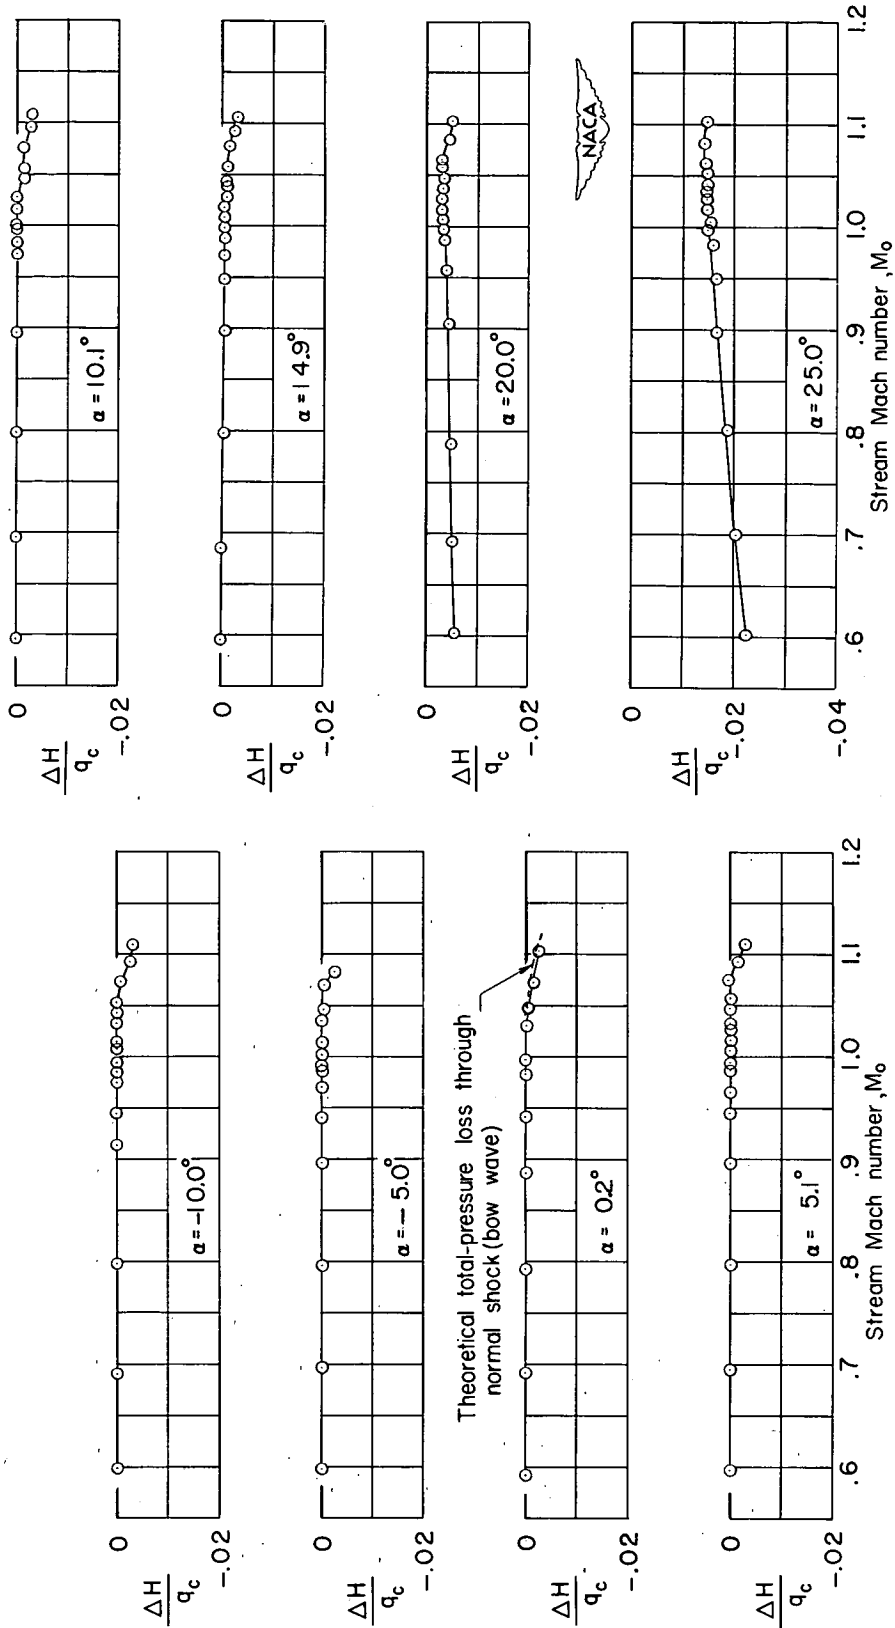 0
ΔH
q_c
-.02
α=-10.0°
0
ΔH
q_c
-.02
α=-5.0°
Theoretical total-pressure loss through
normal shock (bow wave)
0
ΔH
q_c
-.02
α = 0.2°
0
ΔH
q_c
-.02
α = 5.1°
.6 .7 .8 .9 1.0 1.1 1.2
Stream Mach number, M₀
0
ΔH
q_c
-.02
α=10.1°
0
ΔH
q_c
-.02
α=14.9°
0
ΔH
q_c
-.02
α=20.0°
NACA
0
ΔH
q_c
-.02
-.04
α=25.0°
.6 .7 .8 .9 1.0 1.1 1.2
Stream Mach number, M₀